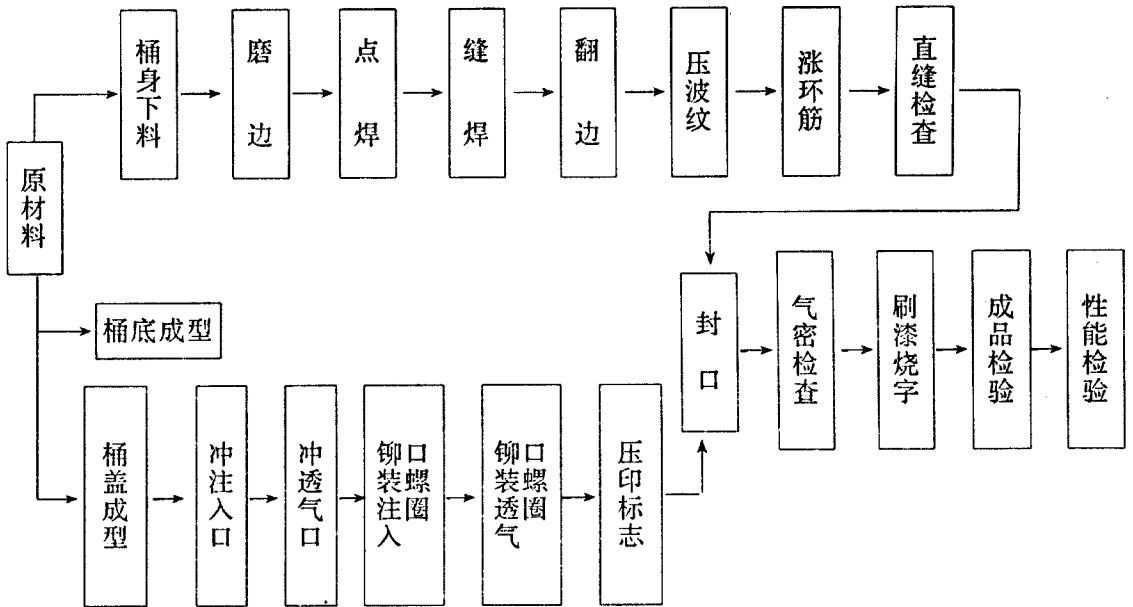 原材料
桶身下料
磨边
点焊
缝焊
翻边
压波纹
涨环筋
直缝检查
桶底成型
桶盖成型
冲注入口
冲透气口
铆装注入
口螺圈
铆装透气
口螺圈
压印标志
封口
气密检查
刷漆烧字
成品检验
性能检验